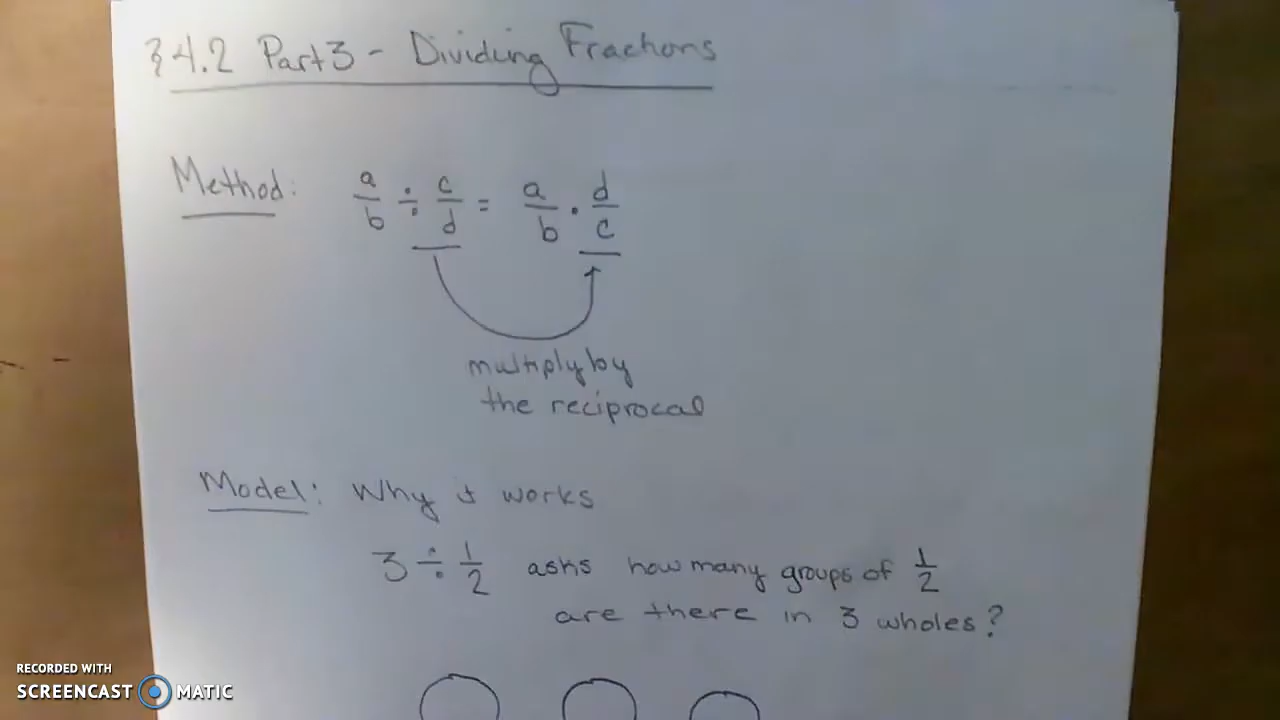 §4.2 Part 3 - Dividing Fractions
Method: a/b ÷ c/d = a/b · d/c
multiply by
the reciprocal
Model: Why it works
3 ÷ 1/2 asks how many groups of 1/2
are there in 3 wholes?
RECORDED WITH
SCREENCAST MATIC